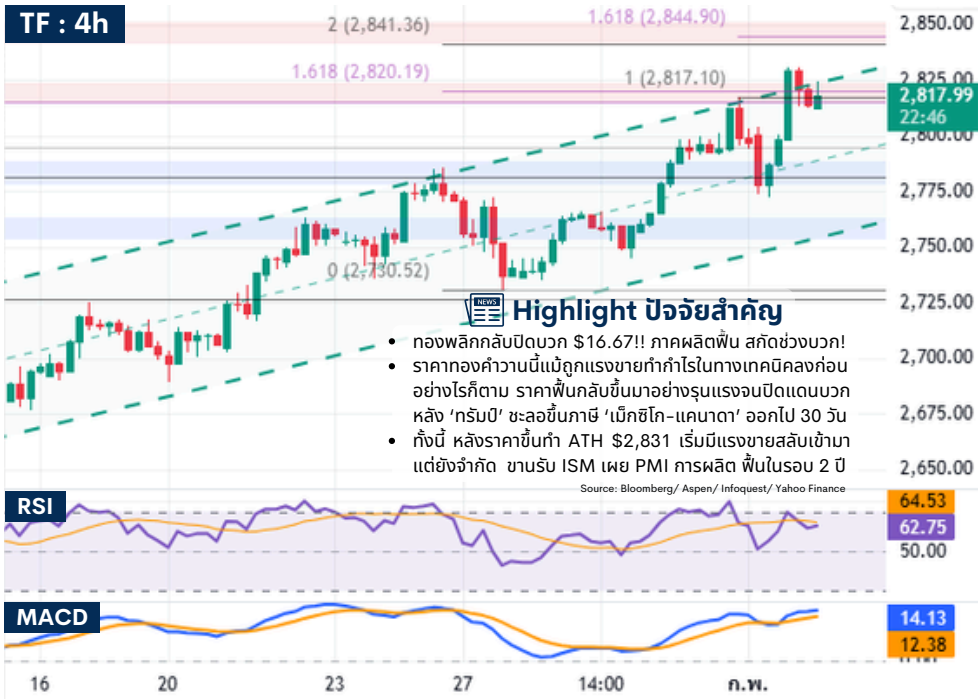 TF : 4h
2 (2,841.36)
1.618 (2,844.90)
1.618 (2,820.19)
1 (2,817.10)
0 (2,730.52)
2,850.00
2,825.00
2,817.99
22:46
2,800.00
2,775.00
2,750.00
2,725.00
2,700.00
2,675.00
2,650.00
NEWS
Highlight ปัจจัยสำคัญ
• ทองพลิกกลับปิดบวก $16.67!! ภาคผลิตฟื้น สกัดช่วงบวก!
• ราคาทองคำวานนี้แม้ถูกแรงขายทำกำไรในทางเทคนิคลงก่อน
อย่างไรก็ตาม ราคาฟื้นกลับขึ้นมาอย่างรุนแรงจนปิดแดนบวก
หลัง ‘ทรัมป์’ ชะลอขึ้นภาษี ‘เม็กซิโก-แคนาดา’ ออกไป 30 วัน
• ทั้งนี้ หลังราคาขึ้นทำ ATH $2,831 เริ่มมีแรงขายสลับเข้ามา
แต่ยังจำกัด ขานรับ ISM เผย PMI การผลิต ฟื้นในรอบ 2 ปี
Source: Bloomberg/ Aspen/ Infoquest/ Yahoo Finance
RSI
64.53
62.75
50.00
MACD
14.13
12.38
16
20
23
27
14:00
ก.พ.